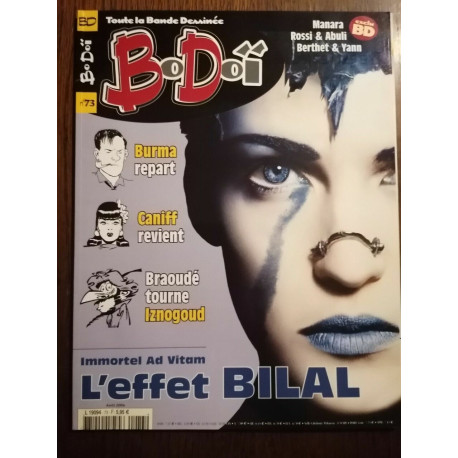 BD
Toute la Bande Dessinée
BoDoï
n°73
BoDoï
Manara
Rossi & Abuli
Berthet & Yann
BD
Burma
repart
Caniff
revient
Braoudé
tourne
Iznogoud
Immortel Ad Vitam
L'effet BILAL